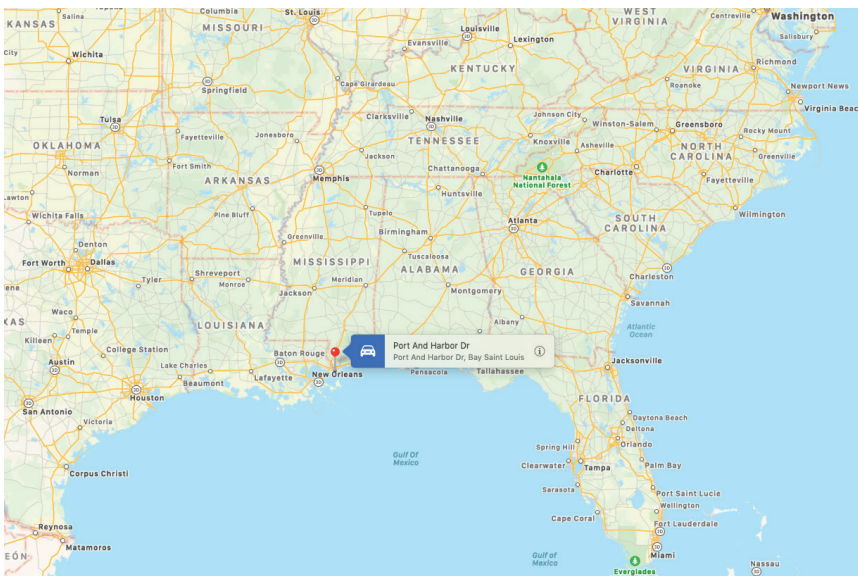 Salina
Topeka
Columbia
St. Louis
WEST
VIRGINIA
Centreville
Washington
KANSAS
MISSOURI
Louisville
Salisbury
City
Wichita
Evansville
Lexington
Richmond
KENTUCKY
VIRGINIA
Springfield
Cape Girardeau
Roanoke
Newport News
Virginia Beac
Tulsa
Clarksville
Nashville
Johnson City
Winston-Salem
Greensboro
Rocky Mount
Fayetteville
Jonesboro
TENNESSEE
Knoxville
Asheville
NORTH
CAROLINA
Greenville
OKLAHOMA
Norman
Fort Smith
Jackson
Chattanooga
Nantahala
National Forest
Charlotte
Fayetteville
ARKANSAS
Memphis
Huntsville
Lawton
Wichita Falls
Pine Bluff
Tupelo
Atlanta
SOUTH
CAROLINA
Wilmington
Denton
Greenville
Birmingham
Fort Worth
Dallas
Tuscaloosa
MISSISSIPPI
ALABAMA
GEORGIA
Charleston
Tyler
Shreveport
Monroe
Meridian
Jackson
Montgomery
Savannah
ene
Waco
Temple
XAS
Killeen
LOUISIANA
Albany
Atlantic
Ocean
College Station
Baton Rouge
Port And Harbor Dr
Port And Harbor Dr, Bay Saint Louis
Austin
Lake Charles
Lafayette
New Orleans
Pensacola
Tallahassee
Jacksonville
Beaumont
Houston
FLORIDA
San Antonio
Victoria
Daytona Beach
Deltona
Spring Hill
Orlando
Gulf Of
Mexico
Clearwater
Tampa
Palm Bay
Corpus Christi
Sarasota
Port Saint Lucie
Wellington
Cape Coral
Fort Lauderdale
Reynosa
Matamoros
EÓN
Gulf of
Mexico
Miami
Everglades
Nassau